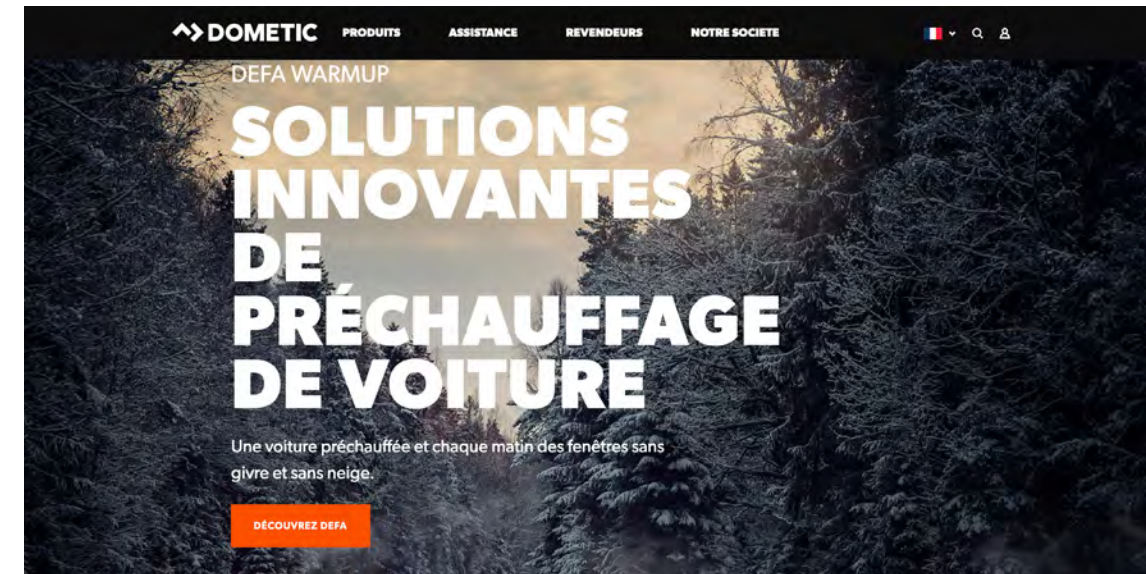 DOMETIC PRODUITS ASSISTANCE REVENDEURS NOTRE SOCIETE
DEFA WARMUP
SOLUTIONS
INNOVANTES
DE
PRÉCHAUFFAGE
DE VOITURE
Une voiture préchauffée et chaque matin des fenêtres sans
givre et sans neige.
DÉCOUVREZ DEFA